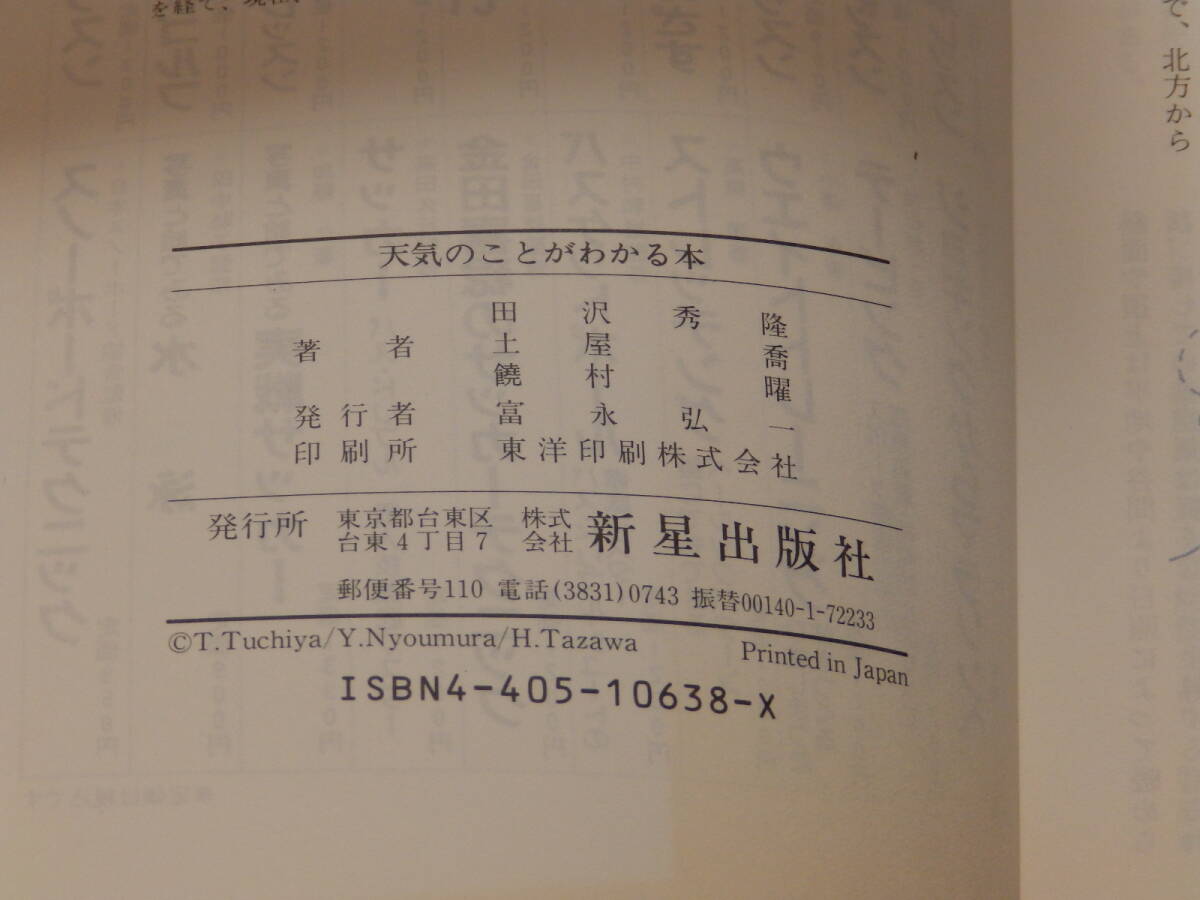 を経て、現在、
で、北方から
天気のことがわかる本
著者
田沢秀隆
土屋喬
饒村曜
発行者 富永弘一
印刷所 東洋印刷株式会社
発行所 東京都台東区台東4丁目7 株式会社 新星出版社
郵便番号110 電話(3831)0743 振替00140-1-72233
©T.Tuchiya/Y.Nyoumura/H.Tazawa
Printed in Japan
ISBN4-405-10638-X